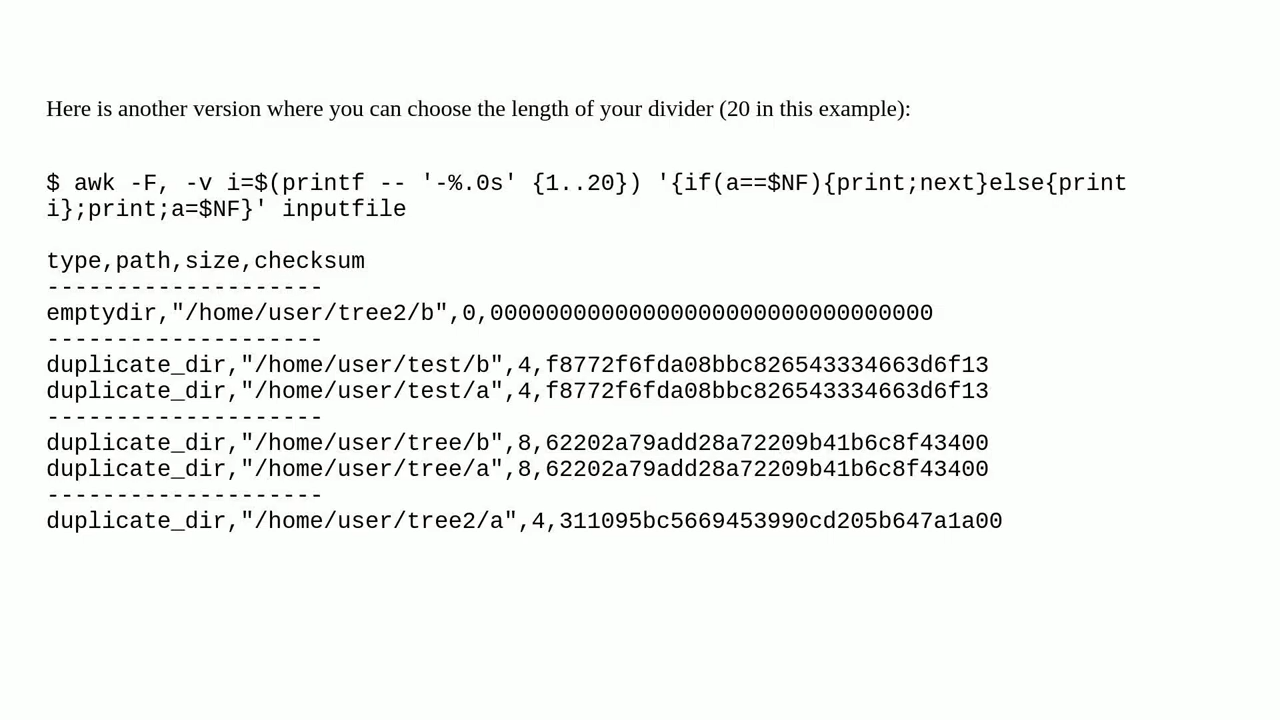 Here is another version where you can choose the length of your divider (20 in this example):
$ awk -F, -v i=$(printf -- '-%.0s' {1..20}) '{if(a==$NF){print;next}else{print
i};print;a=$NF}' inputfile
type,path,size,checksum
--------------------
emptydir,"/home/user/tree2/b",0,00000000000000000000000000000000
--------------------
duplicate_dir,"/home/user/test/b",4,f8772f6fda08bbc826543334663d6f13
duplicate_dir,"/home/user/test/a",4,f8772f6fda08bbc826543334663d6f13
--------------------
duplicate_dir,"/home/user/tree/b",8,62202a79add28a72209b41b6c8f43400
duplicate_dir,"/home/user/tree/a",8,62202a79add28a72209b41b6c8f43400
--------------------
duplicate_dir,"/home/user/tree2/a",4,311095bc5669453990cd205b647a1a00